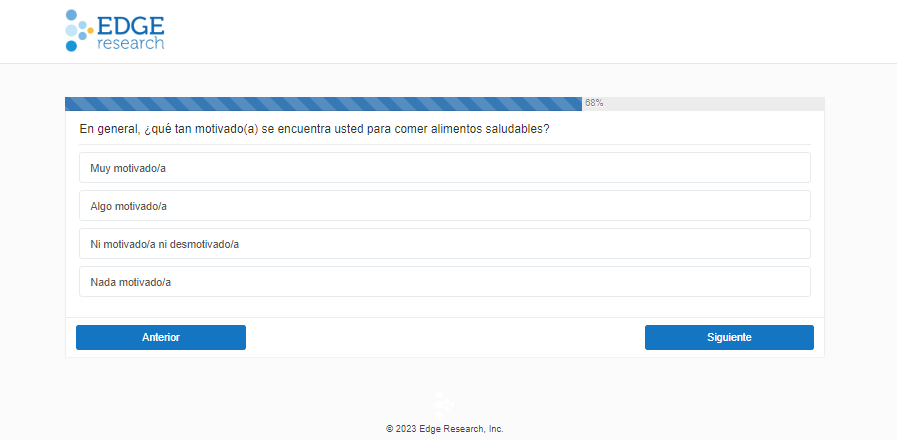 EDGE
research
68%
En general, ¿qué tan motivado(a) se encuentra usted para comer alimentos saludables?
Muy motivado/a
Algo motivado/a
Ni motivado/a ni desmotivado/a
Nada motivado/a
Anterior
Siguiente
© 2023 Edge Research, Inc.